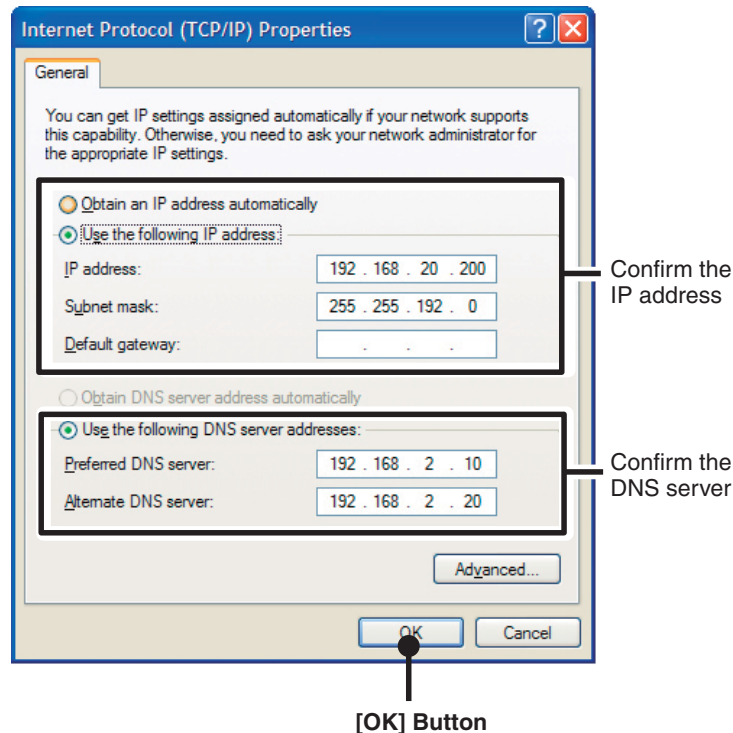 Internet Protocol (TCP/IP) Properties
General
You can get IP settings assigned automatically if your network supports
this capability. Otherwise, you need to ask your network administrator for
the appropriate IP settings.
Obtain an IP address automatically
Use the following IP address:
IP address: 192 . 168 . 20 . 200
Subnet mask: 255 . 255 . 192 . 0
Default gateway: . . .
Confirm the
IP address
Obtain DNS server address automatically
Use the following DNS server addresses:
Preferred DNS server: 192 . 168 . 2 . 10
Alternate DNS server: 192 . 168 . 2 . 20
Confirm the
DNS server
Advanced...
OK Cancel
[OK] Button